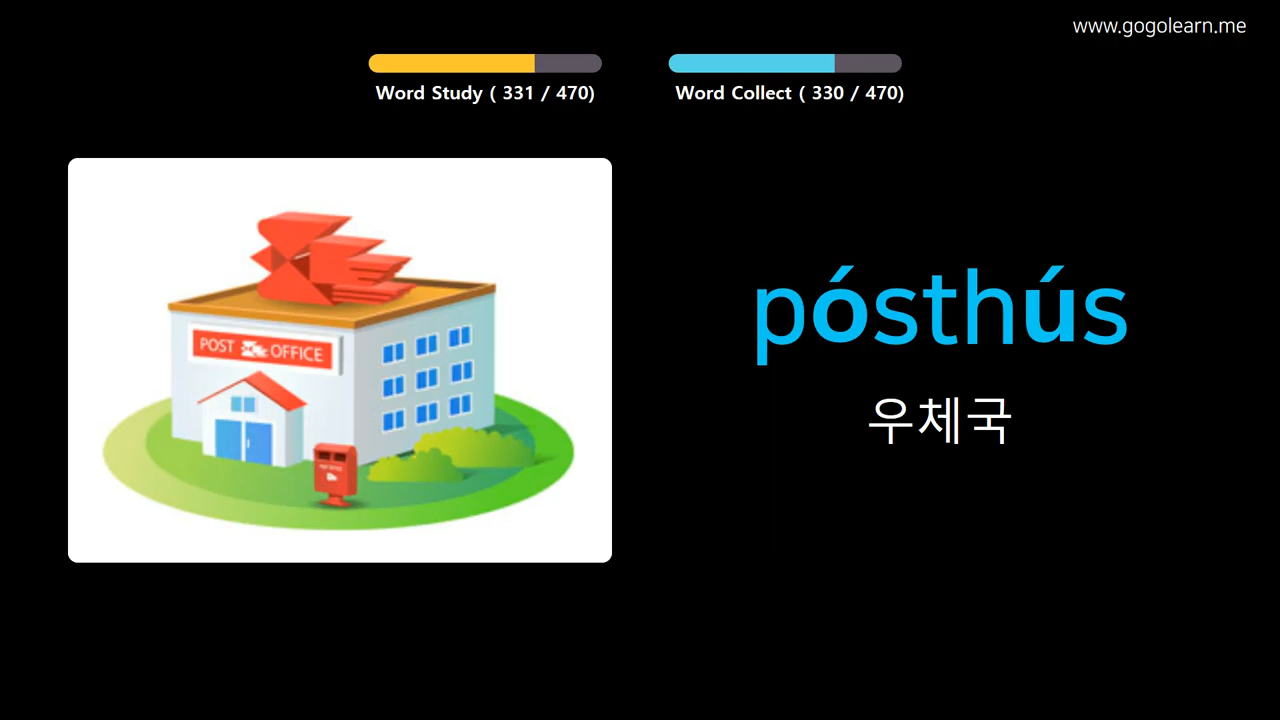 www.gogolearn.me
Word Study ( 331 / 470)
Word Collect ( 330 / 470)
POST OFFICE
pósthús
우체국